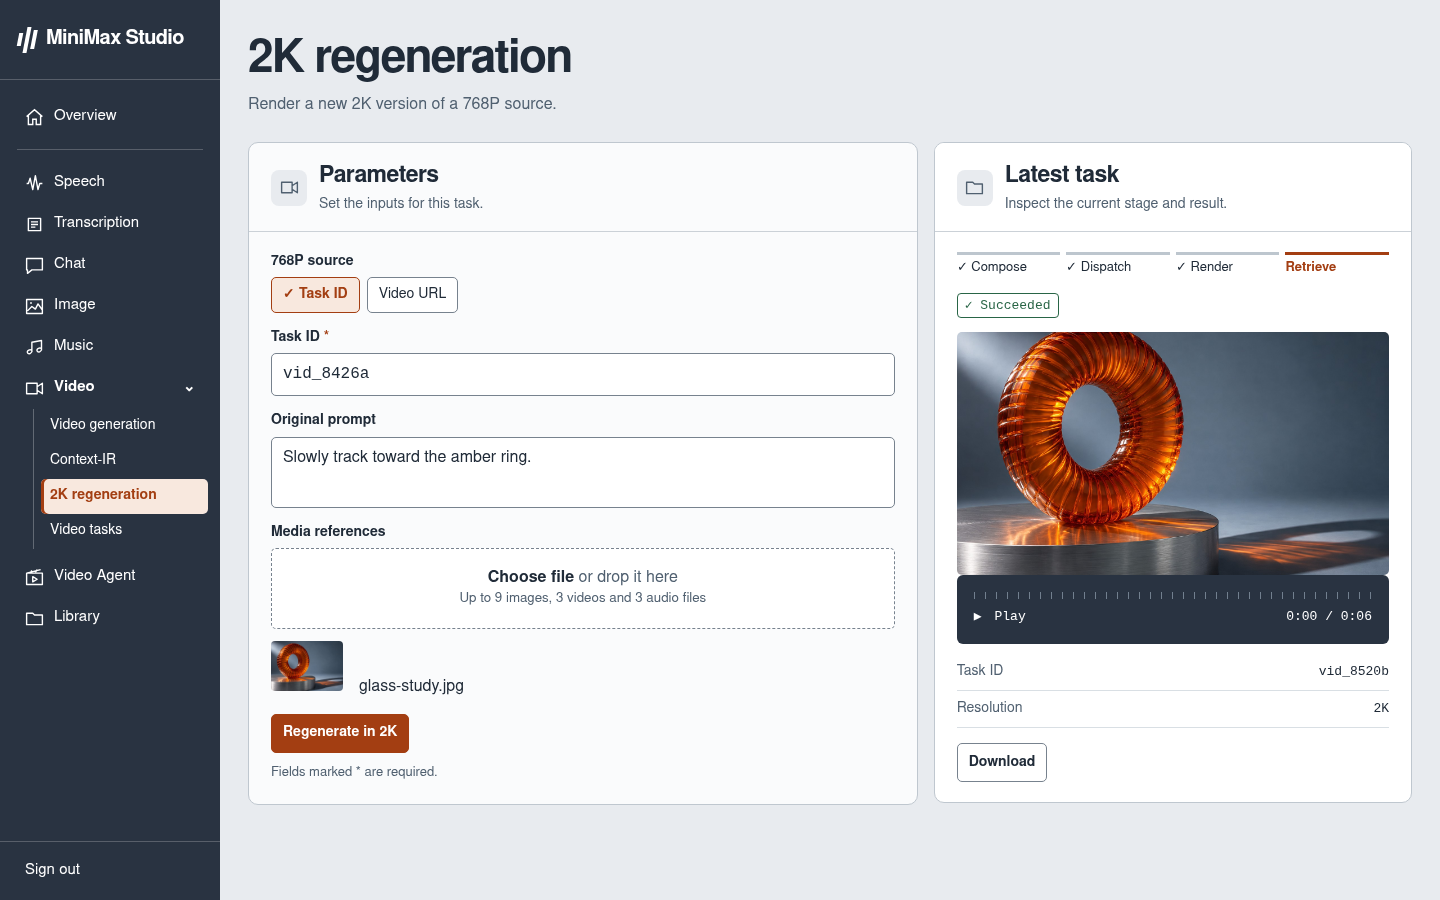 MiniMax Studio
Overview
Speech
Transcription
Chat
Image
Music
Video
Video generation
Context-IR
2K regeneration
Video tasks
Video Agent
Library
Sign out
2K regeneration
Render a new 2K version of a 768P source.
Parameters
Set the inputs for this task.
768P source
✓ Task ID
Video URL
Task ID *
vid_8426a
Original prompt
Slowly track toward the amber ring.
Media references
Choose file or drop it here
Up to 9 images, 3 videos and 3 audio files
glass-study.jpg
Regenerate in 2K
Fields marked * are required.
Latest task
Inspect the current stage and result.
✓ Compose
✓ Dispatch
✓ Render
Retrieve
✓ Succeeded
▶ Play
0:00 / 0:06
Task ID
vid_8520b
Resolution
2K
Download